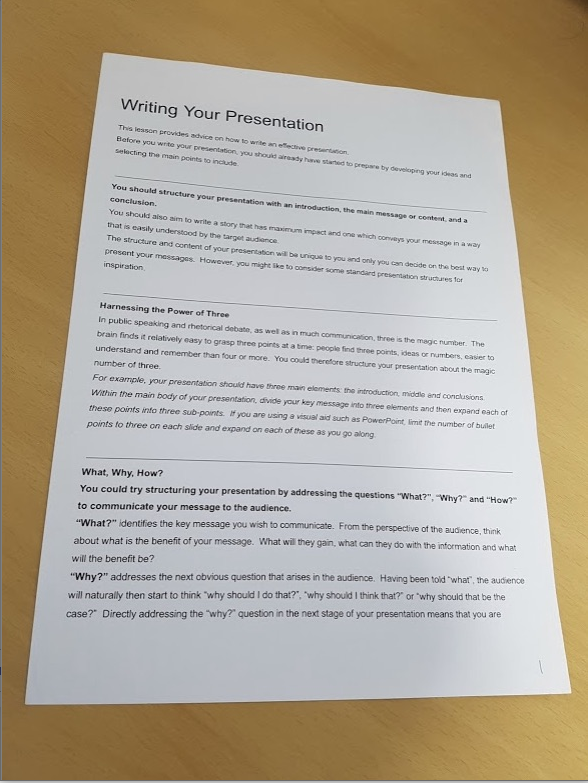 Writing Your Presentation
This lesson provides advice on how to write an effective presentation.
Before you write your presentation, you should already have started to prepare by developing your ideas and
selecting the main points to include.
You should structure your presentation with an introduction, the main message or content, and a
conclusion.
You should also aim to write a story that has maximum impact and one which conveys your message in a way
that is easily understood by the target audience.
The structure and content of your presentation will be unique to you and only you can decide on the best way to
present your messages. However, you might like to consider some standard presentation structures for
inspiration.
Harnessing the Power of Three
In public speaking and rhetorical debate, as well as in much communication, three is the magic number. The
brain finds it relatively easy to grasp three points at a time: people find three points, ideas or numbers, easier to
understand and remember than four or more. You could therefore structure your presentation about the magic
number of three.
For example, your presentation should have three main elements: the introduction, middle and conclusions.
Within the main body of your presentation, divide your key message into three elements and then expand each of
these points into three sub-points. If you are using a visual aid such as PowerPoint, limit the number of bullet
points to three on each slide and expand on each of these as you go along.
What, Why, How?
You could try structuring your presentation by addressing the questions “What?”, “Why?” and “How?”
to communicate your message to the audience.
“What?” identifies the key message you wish to communicate. From the perspective of the audience, think
about what is the benefit of your message. What will they gain, what can they do with the information and what
will the benefit be?
“Why?” addresses the next obvious question that arises in the audience. Having been told “what”, the audience
will naturally then start to think “why should I do that?”, “why should I think that?” or “why should that be the
case?” Directly addressing the “why?” question in the next stage of your presentation means that you are